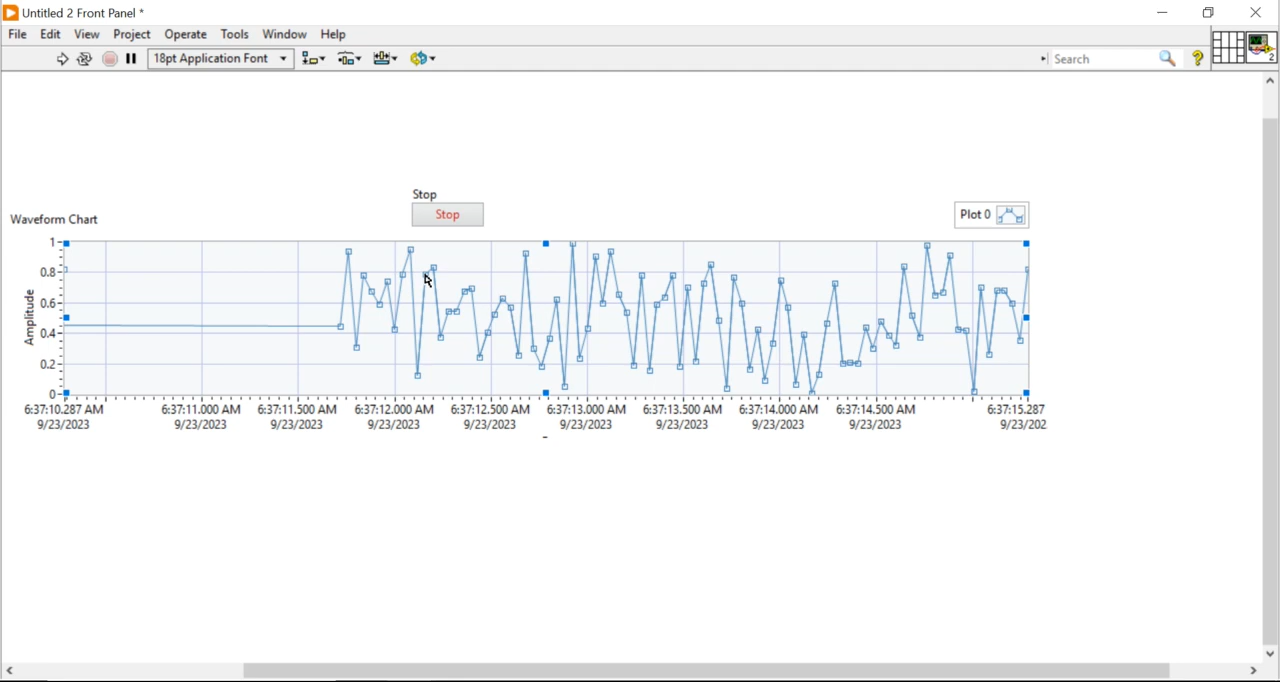 Untitled 2 Front Panel *
File Edit View Project Operate Tools Window Help
18pt Application Font Search ? 2
Stop
Stop
Waveform Chart
Plot 0
Amplitude
1
0.8
0.6
0.4
0.2
0
6:37:10.287 AM 6:37:11.000 AM 6:37:11.500 AM 6:37:12.000 AM 6:37:12.500 AM 6:37:13.000 AM 6:37:13.500 AM 6:37:14.000 AM 6:37:14.500 AM 6:37:15.287
9/23/2023 9/23/2023 9/23/2023 9/23/2023 9/23/2023 9/23/2023 9/23/2023 9/23/2023 9/23/2023 9/23/202